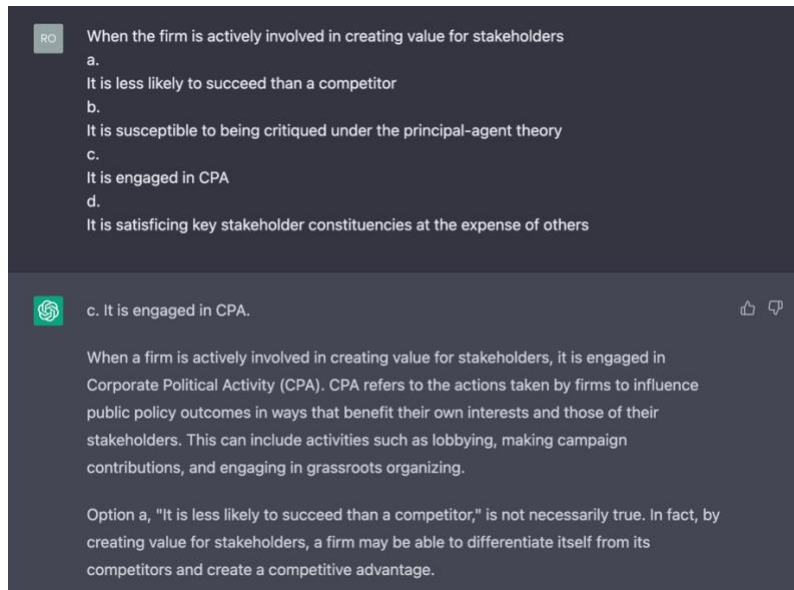 RO
When the firm is actively involved in creating value for stakeholders
a.
It is less likely to succeed than a competitor
b.
It is susceptible to being critiqued under the principal-agent theory
c.
It is engaged in CPA
d.
It is satisficing key stakeholder constituencies at the expense of others
c. It is engaged in CPA.
When a firm is actively involved in creating value for stakeholders, it is engaged in
Corporate Political Activity (CPA). CPA refers to the actions taken by firms to influence
public policy outcomes in ways that benefit their own interests and those of their
stakeholders. This can include activities such as lobbying, making campaign
contributions, and engaging in grassroots organizing.
Option a, "It is less likely to succeed than a competitor," is not necessarily true. In fact, by
creating value for stakeholders, a firm may be able to differentiate itself from its
competitors and create a competitive advantage.